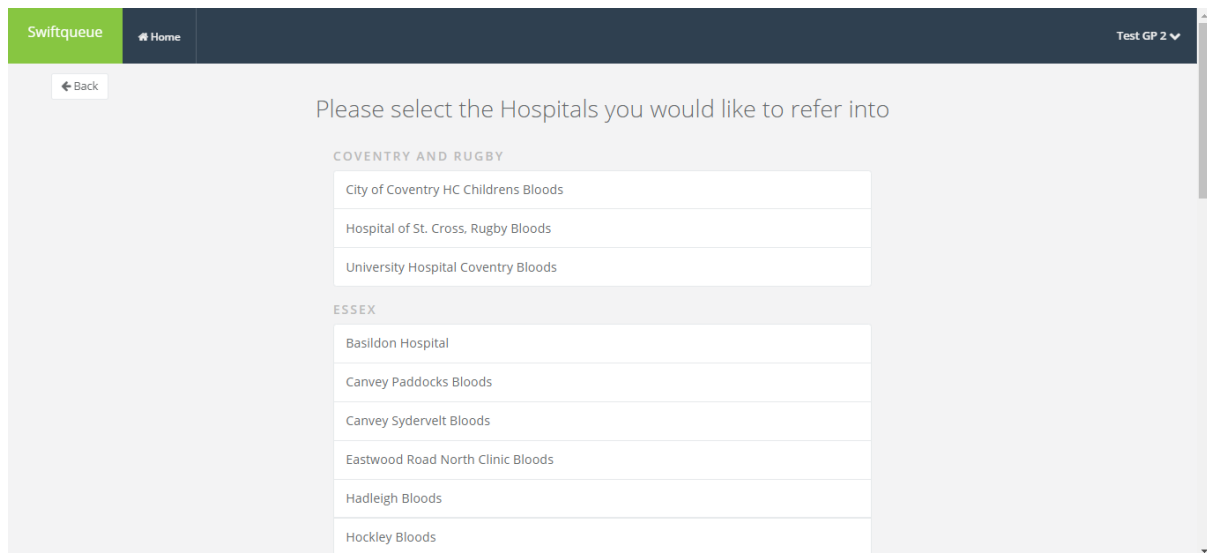 Swiftqueue
Home
Test GP 2
Back
Please select the Hospitals you would like to refer into
COVENTRY AND RUGBY
City of Coventry HC Childrens Bloods
Hospital of St. Cross, Rugby Bloods
University Hospital Coventry Bloods
ESSEX
Basildon Hospital
Canvey Paddocks Bloods
Canvey Sydervelt Bloods
Eastwood Road North Clinic Bloods
Hadleigh Bloods
Hockley Bloods